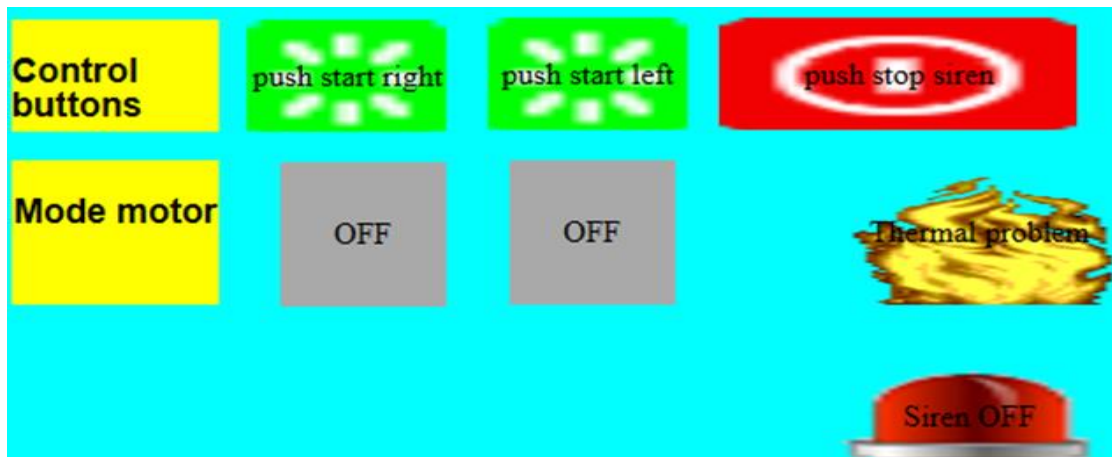 Control
buttons
push start right
push start left
push stop siren
Mode motor
OFF
OFF
Thermal problem
Siren OFF